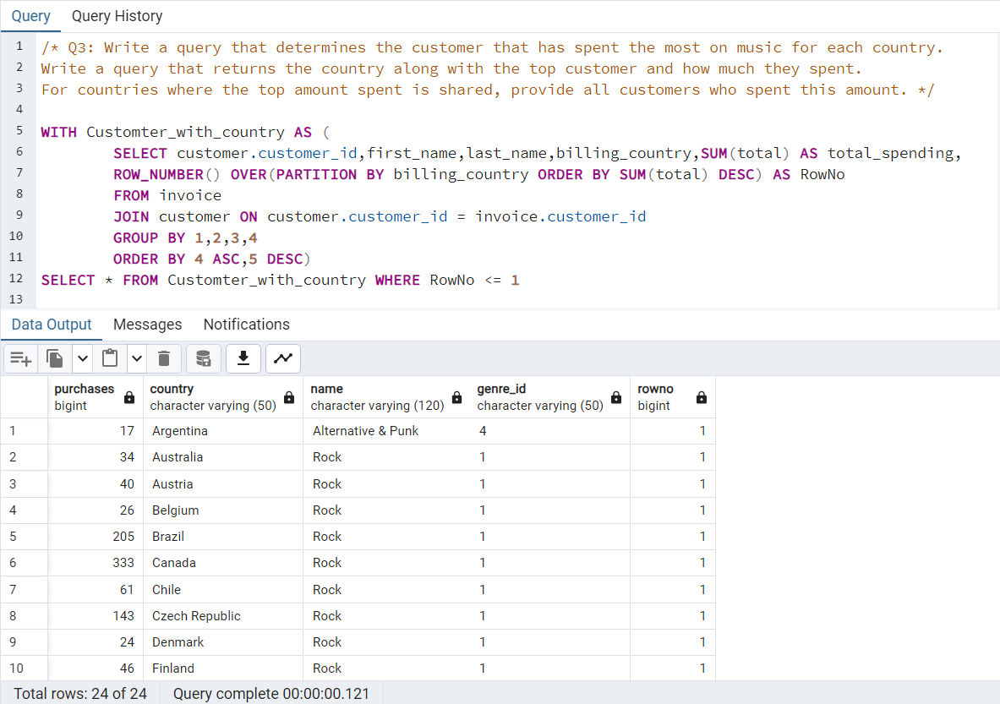 Query Query History
1 /* Q3: Write a query that determines the customer that has spent the most on music for each country.
2 Write a query that returns the country along with the top customer and how much they spent.
3 For countries where the top amount spent is shared, provide all customers who spent this amount. */
4
5 WITH Customter_with_country AS (
6 SELECT customer.customer_id,first_name,last_name,billing_country,SUM(total) AS total_spending,
7 ROW_NUMBER() OVER(PARTITION BY billing_country ORDER BY SUM(total) DESC) AS RowNo
8 FROM invoice
9 JOIN customer ON customer.customer_id = invoice.customer_id
10 GROUP BY 1,2,3,4
11 ORDER BY 4 ASC,5 DESC)
12 SELECT * FROM Customter_with_country WHERE RowNo <= 1
13
Data Output Messages Notifications
purchases country name genre_id rowno
bigint character varying (50) character varying (120) character varying (50) bigint
1 17 Argentina Alternative & Punk 4 1
2 34 Australia Rock 1 1
3 40 Austria Rock 1 1
4 26 Belgium Rock 1 1
5 205 Brazil Rock 1 1
6 333 Canada Rock 1 1
7 61 Chile Rock 1 1
8 143 Czech Republic Rock 1 1
9 24 Denmark Rock 1 1
10 46 Finland Rock 1 1
Total rows: 24 of 24 Query complete 00:00:00.121